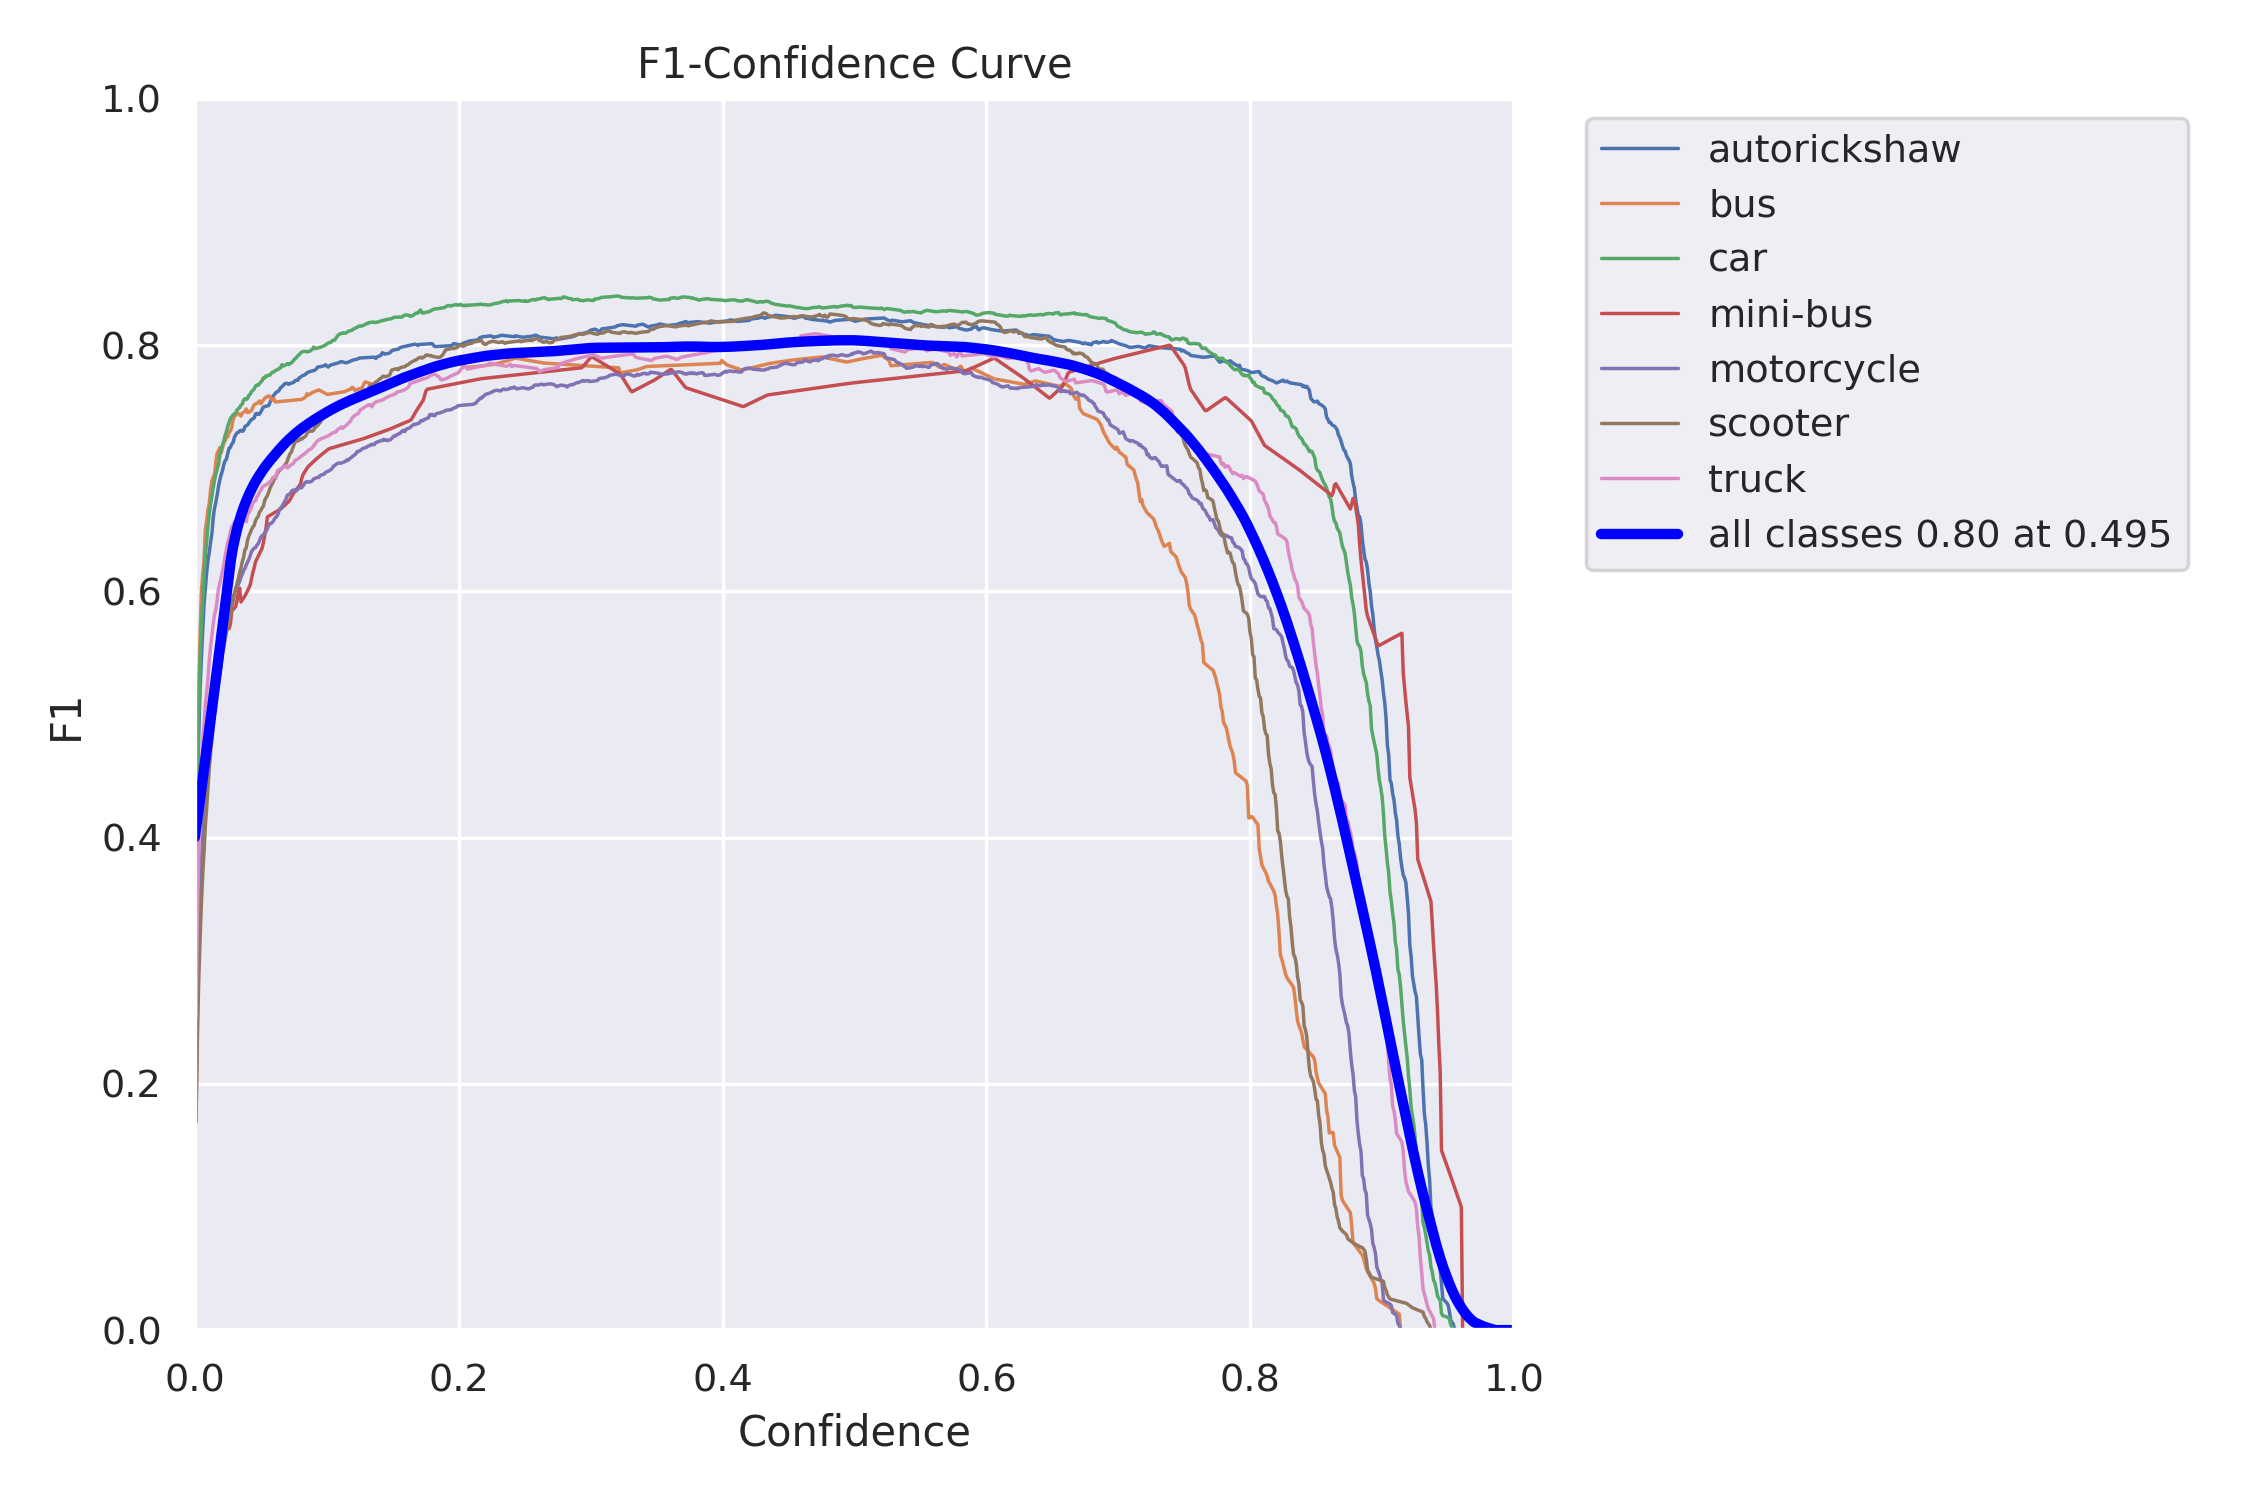 F1-Confidence Curve
1.0
0.8
0.6
0.4
0.2
0.0
F1
0.0 0.2 0.4 0.6 0.8 1.0
Confidence
autorickshaw
bus
car
mini-bus
motorcycle
scooter
truck
all classes 0.80 at 0.495